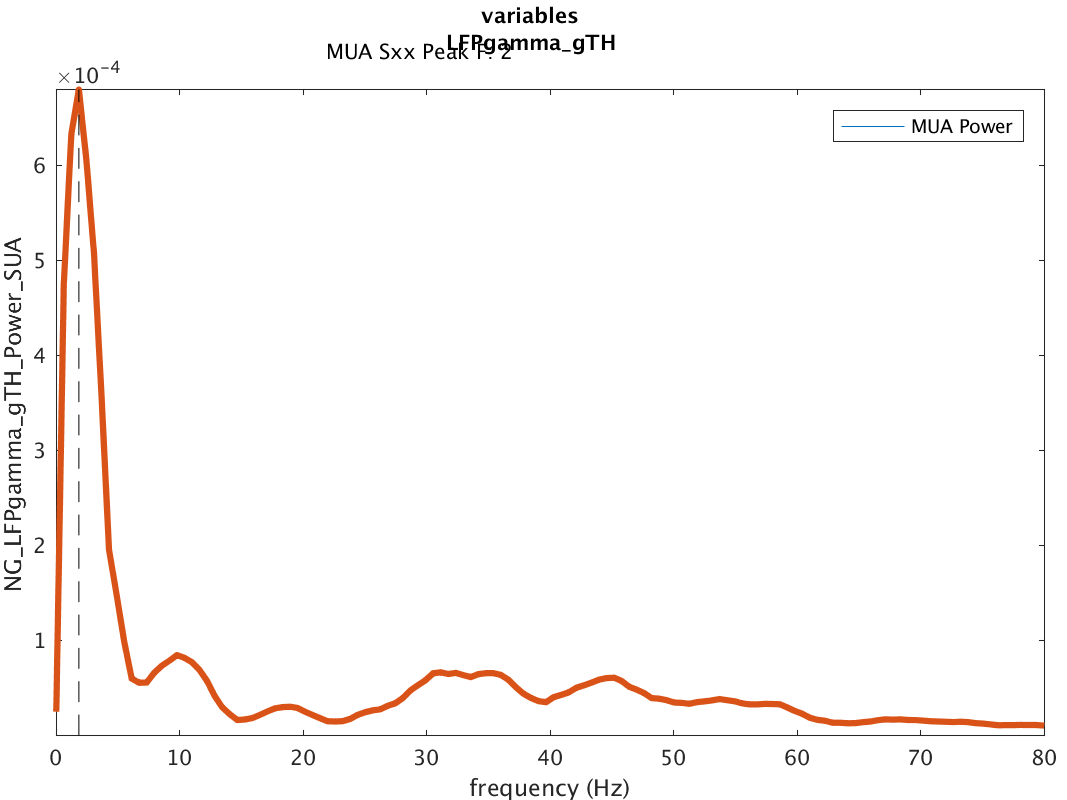 variables
LFPgamma_gTH
MUA Sxx Peak F: 2
×10⁻⁴
MUA Power
6
5
4
3
2
1
NG_LFPgamma_gTH_Power_SUA
0 10 20 30 40 50 60 70 80
frequency (Hz)